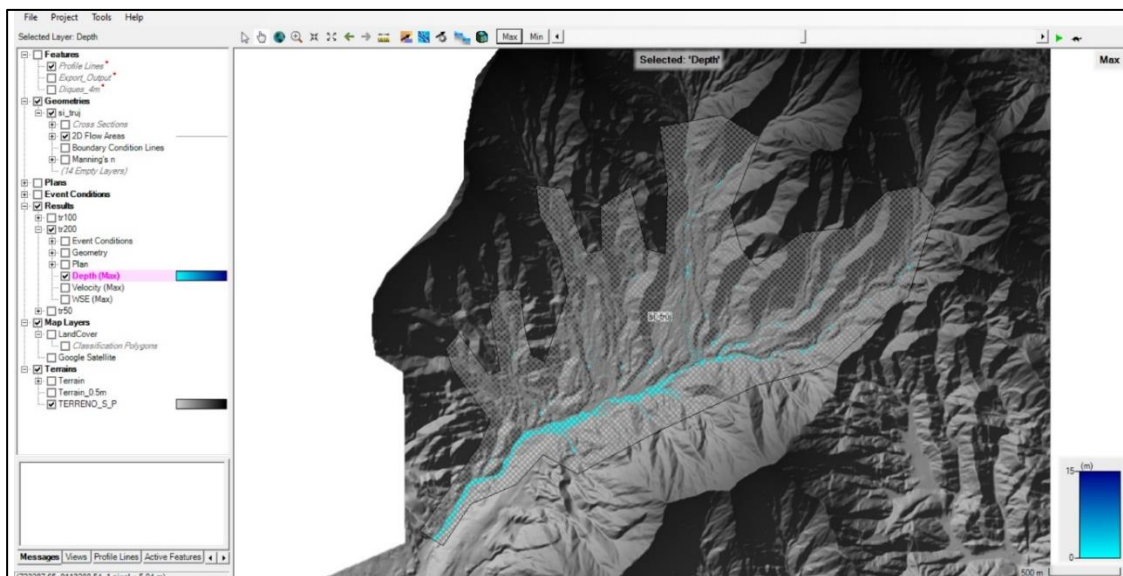 File Project Tools Help
Selected Layer: Depth
Max Min
Features
Profile Lines
Export_Output
Diques_4m
Geometries
si_truj
Cross Sections
2D Flow Areas
Boundary Condition Lines
Manning's n
(14 Empty Layers)
Plans
Event Conditions
Results
tr100
tr200
Event Conditions
Geometry
Plan
Depth (Max)
Velocity (Max)
WSE (Max)
tr50
Map Layers
LandCover
Classification Polygons
Google Satellite
Terrains
Terrain
Terrain_0.5m
TERRENO_S_P
Messages Views Profile Lines Active Features
Selected: 'Depth'
Max
si_truj
15 (m)
0
500 m